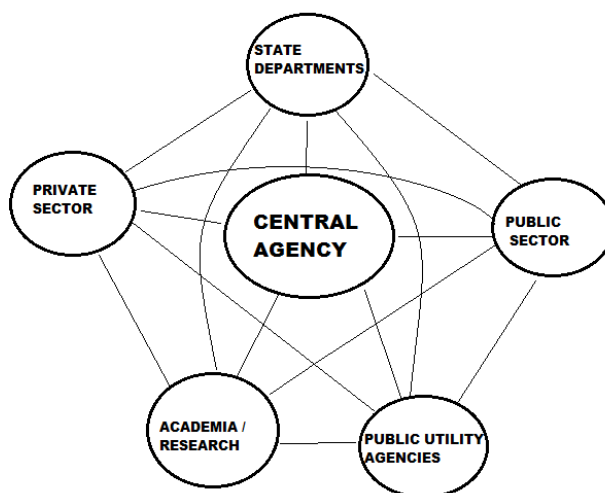 STATE
DEPARTMENTS
PRIVATE
SECTOR
CENTRAL
AGENCY
PUBLIC
SECTOR
ACADEMIA /
RESEARCH
PUBLIC UTILITY
AGENCIES